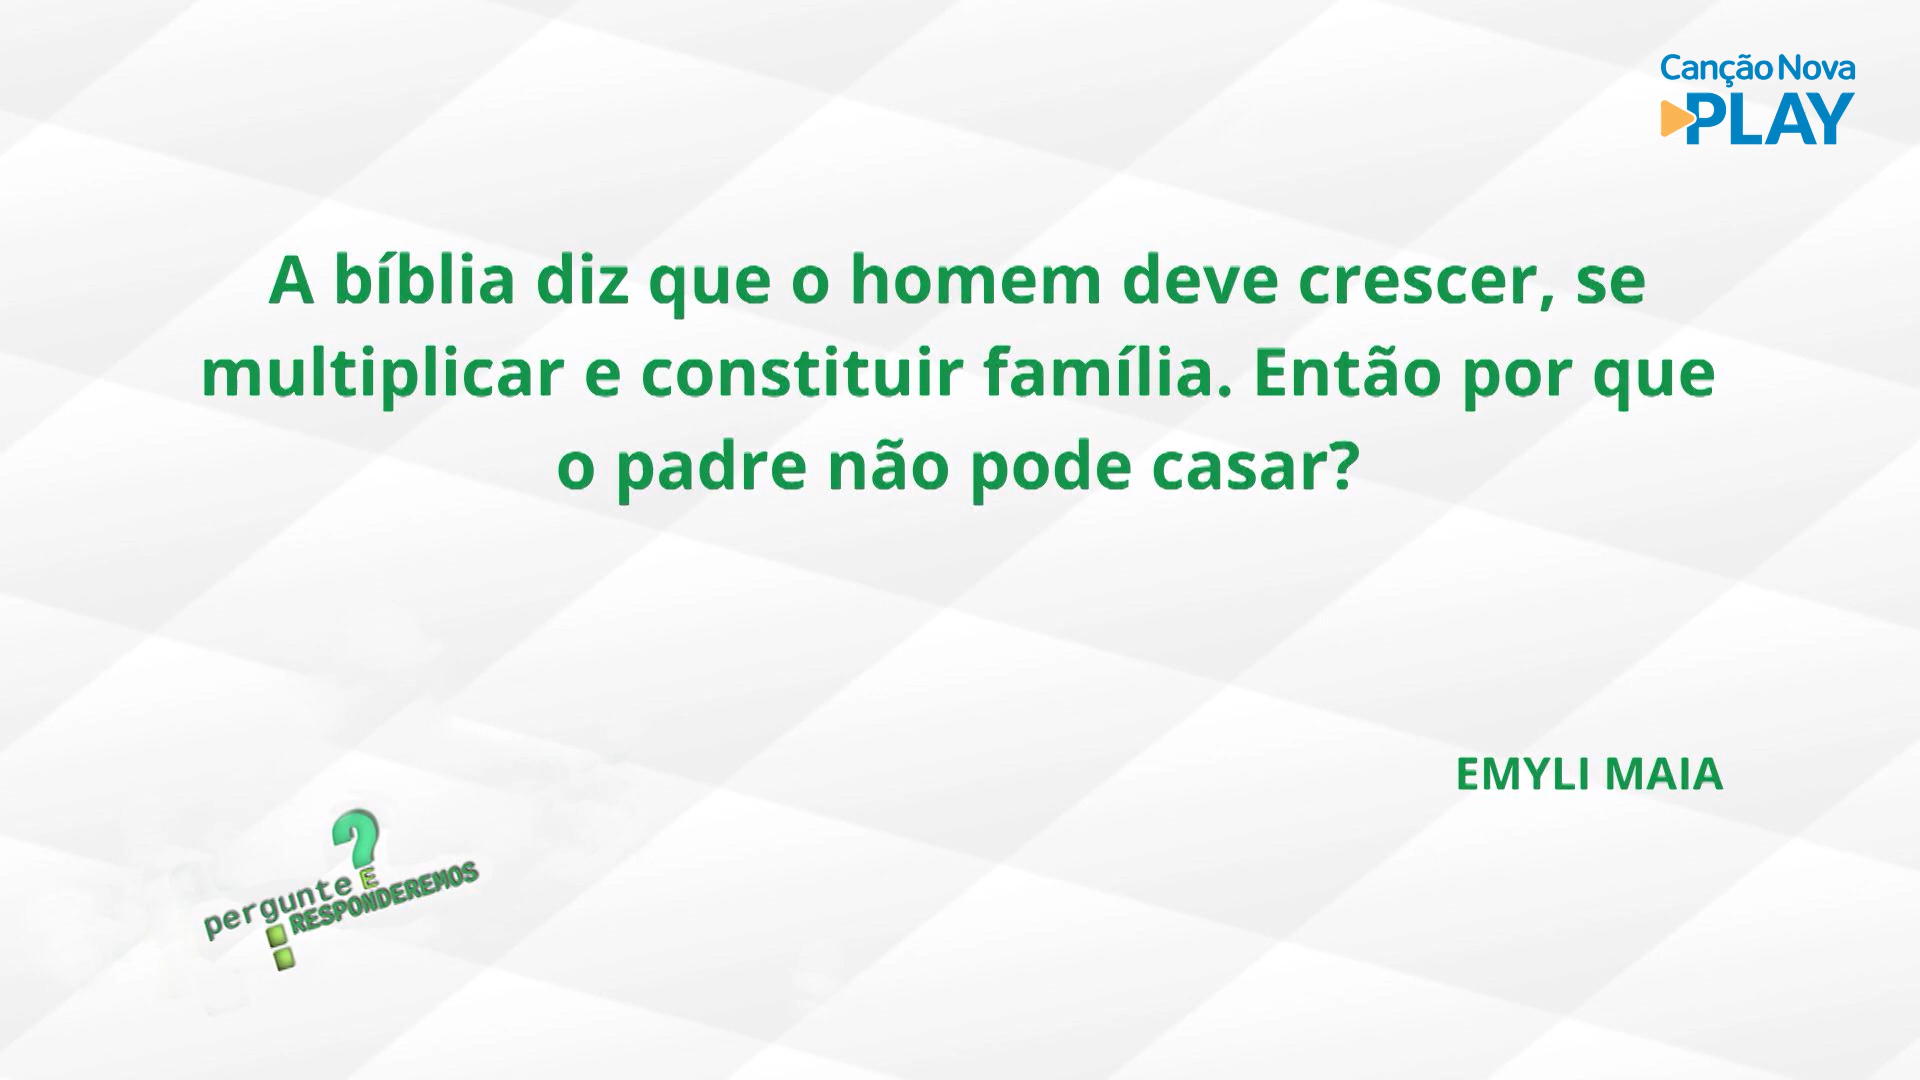 Canção Nova
PLAY
A bíblia diz que o homem deve crescer, se
multiplicar e constituir família. Então por que
o padre não pode casar?
EMYLI MAIA
?
pergunte E
RESPONDEREMOS